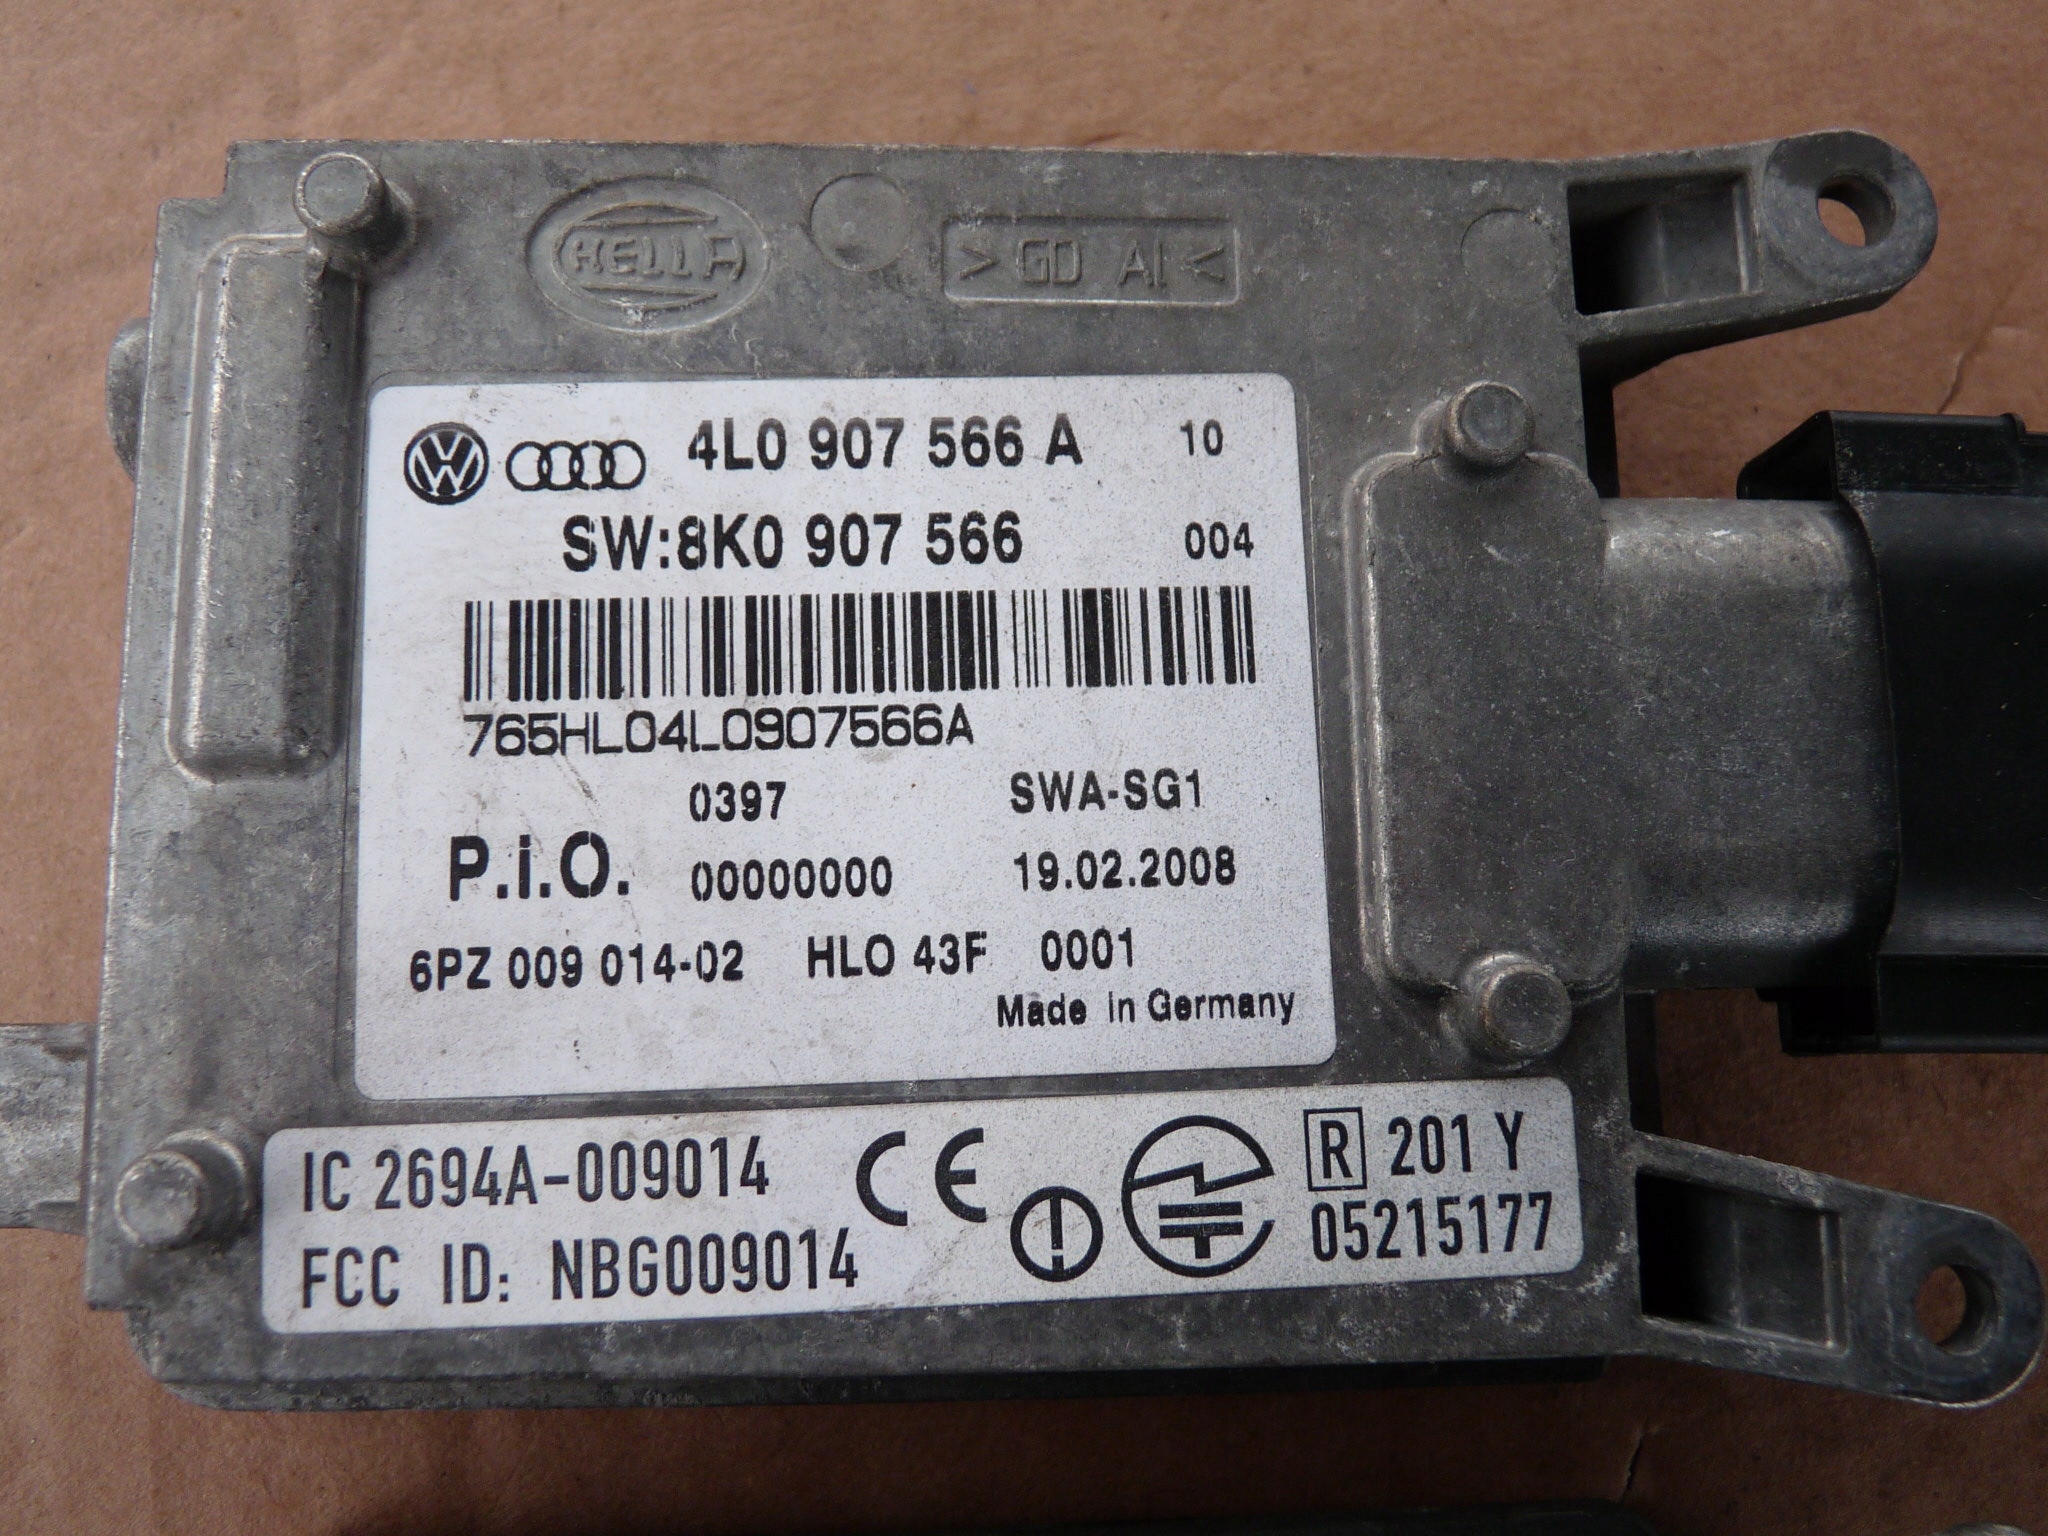 HELLA
> GD AL <
4L0 907 566 A 10
SW:8K0 907 566 004
765HL04L0907566A
0397 SWA-SG1
P.i.O. 00000000 19.02.2008
6PZ 009 014-02 HLO 43F 0001
Made in Germany
IC 2694A-009014 CE R 201 Y
FCC ID: NBG009014 05215177